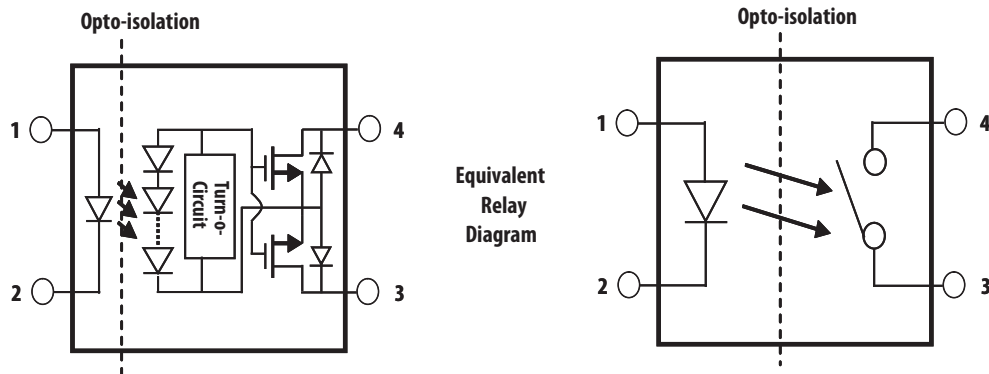 Opto-isolation
1
2
4
3
Turn-o-
Circuit
Equivalent
Relay
Diagram
Opto-isolation
1
2
4
3